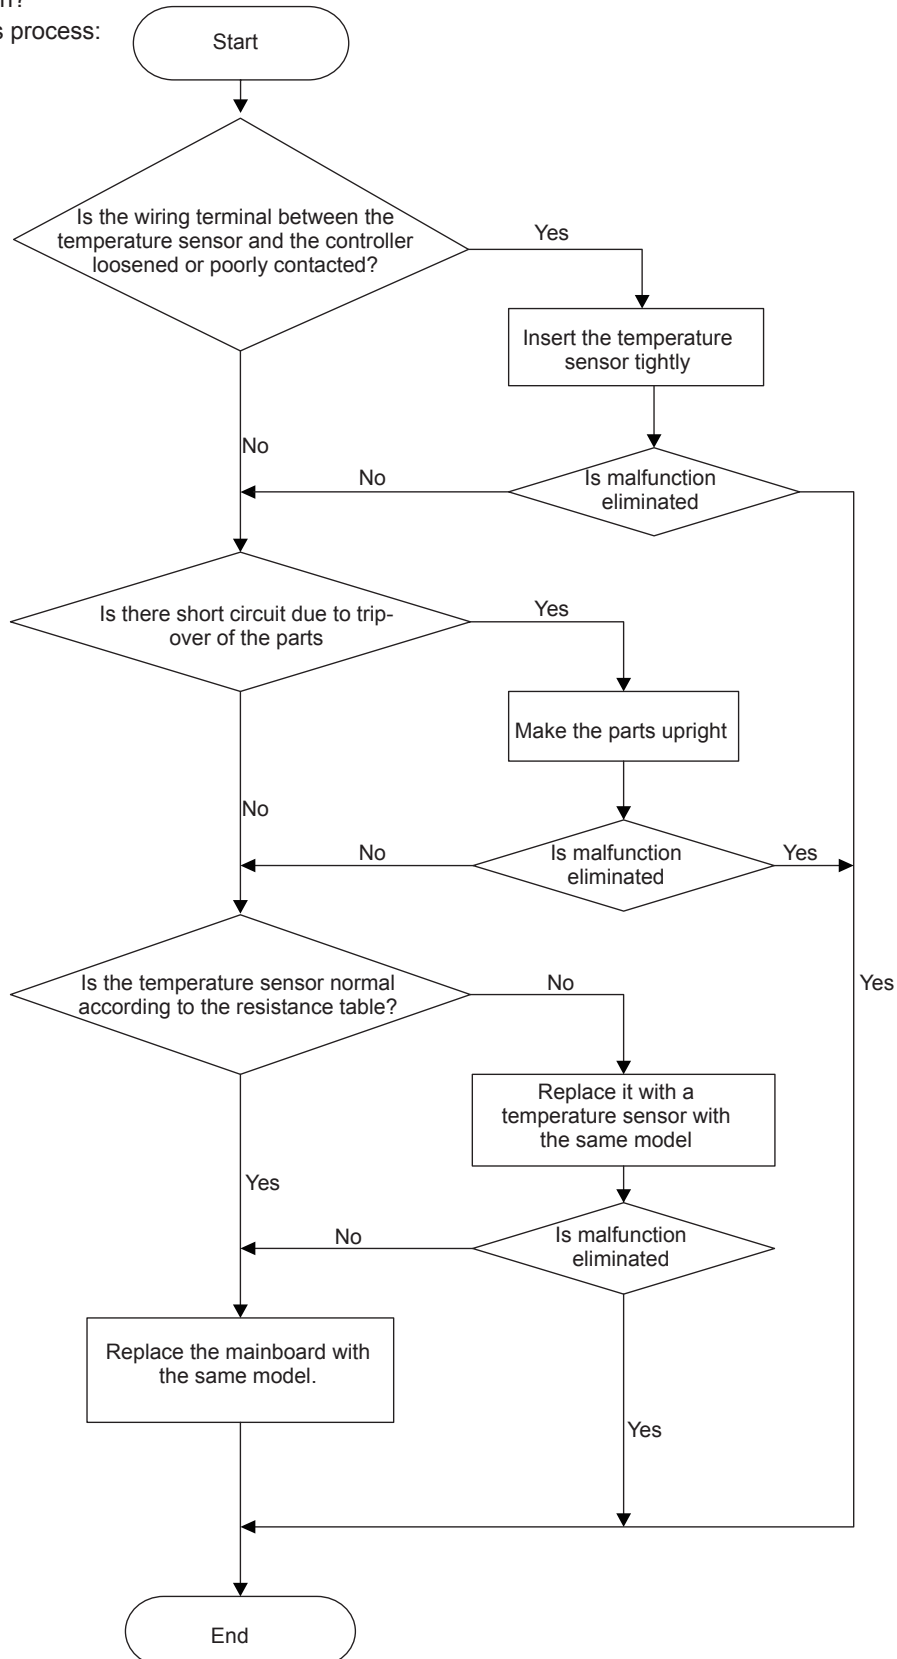 s process:
Start
Is the wiring terminal between the
temperature sensor and the controller
loosened or poorly contacted?
Yes
Insert the temperature
sensor tightly
No
No
Is malfunction
eliminated
Is there short circuit due to trip-
over of the parts
Yes
Make the parts upright
No
No
Is malfunction
eliminated
Yes
Is the temperature sensor normal
according to the resistance table?
No
Yes
Replace it with a
temperature sensor with
the same model
Yes
No
Is malfunction
eliminated
Replace the mainboard with
the same model.
Yes
End